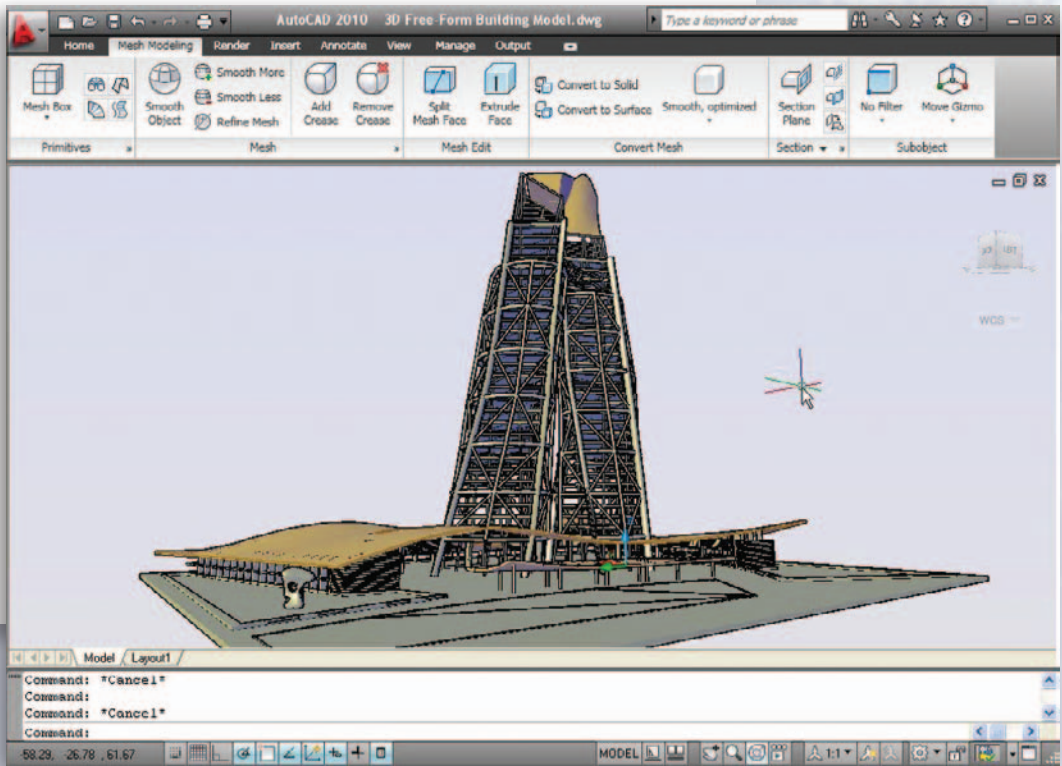 AutoCAD 2010 3D Free-Form Building Model.dwg
Type a keyword or phrase
Home Mesh Modeling Render Insert Annotate View Manage Output
Mesh Box
Smooth Object
Smooth More
Smooth Less
Refine Mesh
Add Crease
Remove Crease
Split Mesh Face
Extrude Face
Convert to Solid
Convert to Surface
Smooth, optimized
Section Plane
No Filter
Move Gizmo
Primitives Mesh Mesh Edit Convert Mesh Section Subobject
WCS
Model Layout1
Command: *Cancel*
Command:
Command: *Cancel*
Command:
-58.29, -26.78 , 61.67 MODEL 1:1